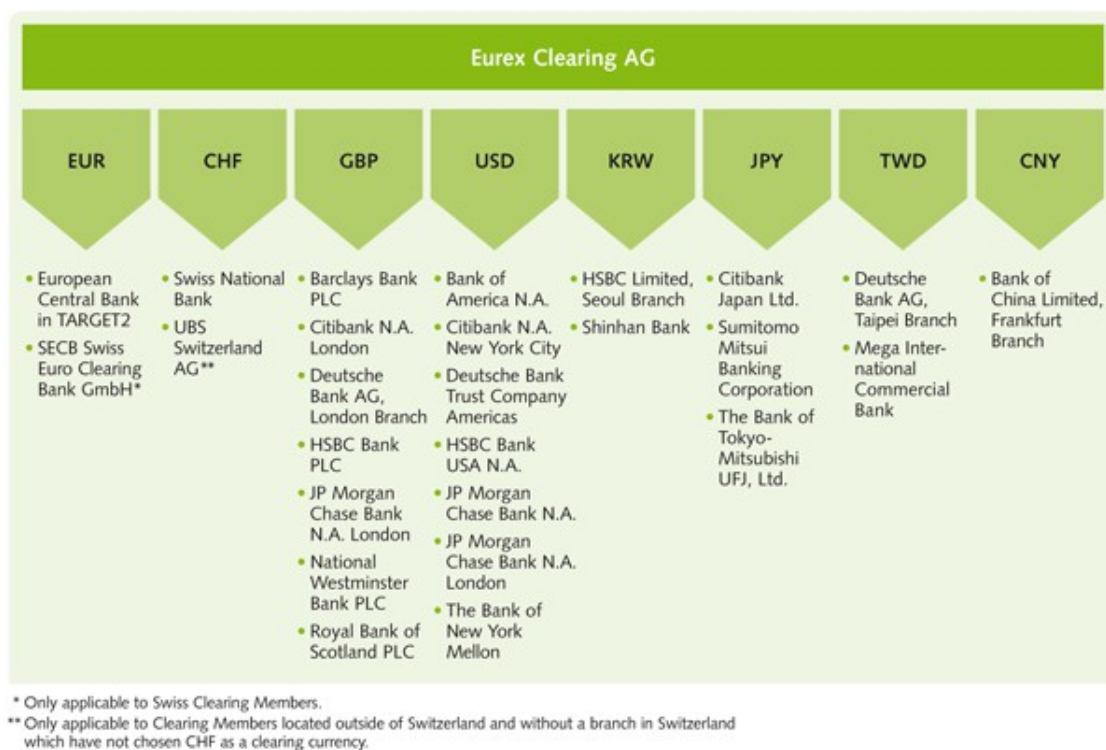 Eurex Clearing AG
EUR
CHF
GBP
USD
KRW
JPY
TWD
CNY
• European
Central Bank
in TARGET2
• SECB Swiss
Euro Clearing
Bank GmbH*
• Swiss National
Bank
• UBS
Switzerland
AG**
• Barclays Bank
PLC
• Citibank N.A.
London
• Deutsche
Bank AG,
London Branch
• HSBC Bank
PLC
• JP Morgan
Chase Bank
N.A. London
• National
Westminster
Bank PLC
• Royal Bank of
Scotland PLC
• Bank of
America N.A.
• Citibank N.A.
New York City
• Deutsche Bank
Trust Company
Americas
• HSBC Bank
USA N.A.
• JP Morgan
Chase Bank N.A.
• JP Morgan
Chase Bank N.A.
London
• The Bank of
New York
Mellon
• HSBC Limited,
Seoul Branch
• Shinhan Bank
• Citibank
Japan Ltd.
• Sumitomo
Mitsui
Banking
Corporation
• The Bank of
Tokyo-
Mitsubishi
UFJ, Ltd.
• Deutsche
Bank AG,
Taipei Branch
• Mega Inter-
national
Commercial
Bank
• Bank of
China Limited,
Frankfurt
Branch
* Only applicable to Swiss Clearing Members.
** Only applicable to Clearing Members located outside of Switzerland and without a branch in Switzerland
which have not chosen CHF as a clearing currency.